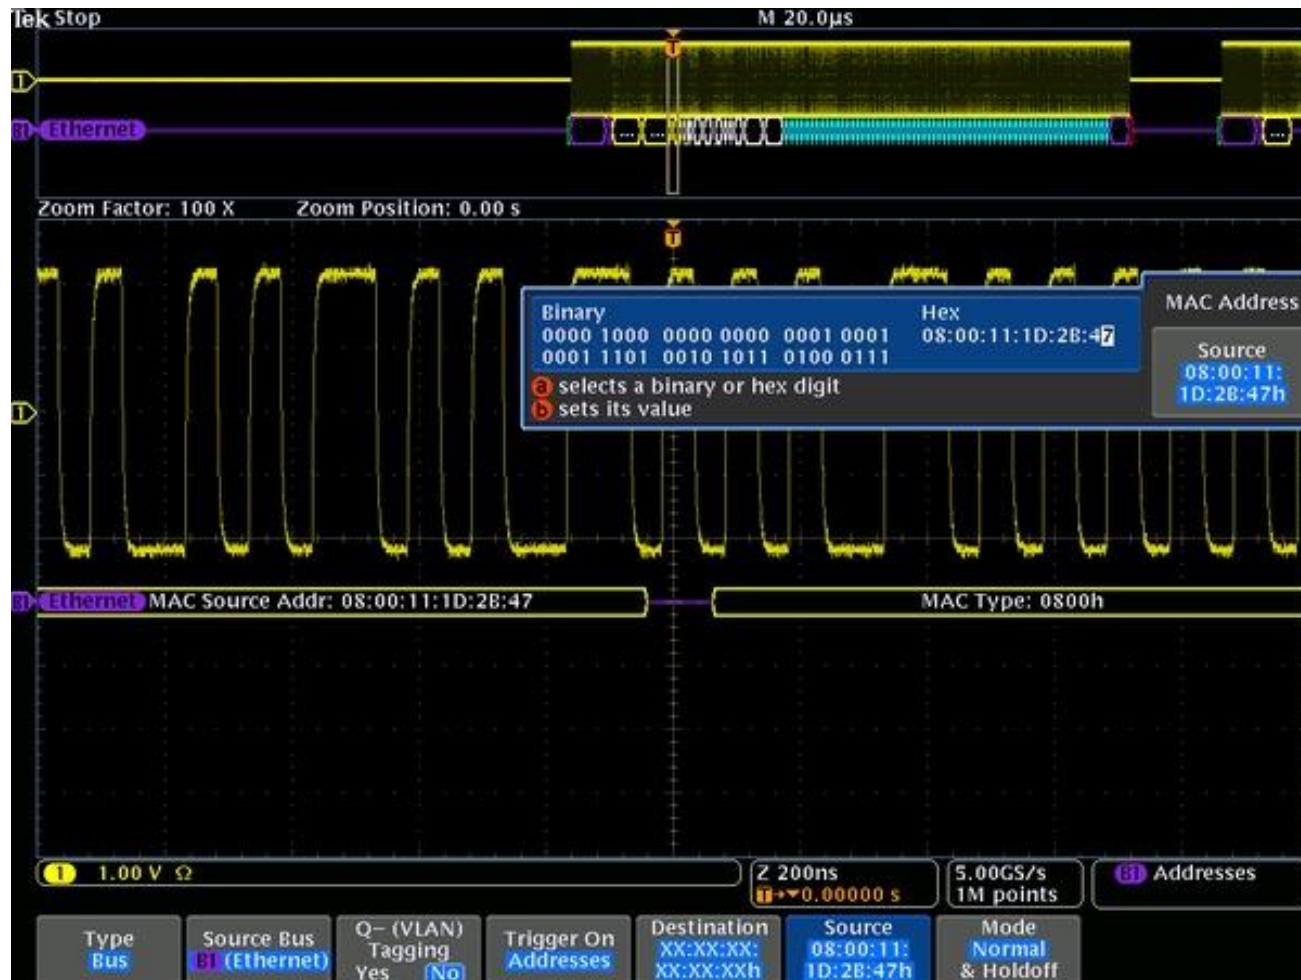 Tek Stop
M 20.0µs
T
1
B1 Ethernet
... ...
...
Zoom Factor: 100 X Zoom Position: 0.00 s
T
Binary Hex
0000 1000 0000 0000 0001 0001 08:00:11:1D:2B:47
0001 1101 0010 1011 0100 0111
a selects a binary or hex digit
b sets its value
MAC Address
Source
08:00:11:
1D:2B:47h
1
B1 Ethernet MAC Source Addr: 08:00:11:1D:2B:47
MAC Type: 0800h
1 1.00 V Ω
Z 200ns
T→▼0.00000 s
5.00GS/s
1M points
B1 Addresses
Type
Bus
Source Bus
B1 (Ethernet)
Q- (VLAN)
Tagging
Yes No
Trigger On
Addresses
Destination
XX:XX:XX:
XX:XX:XXh
Source
08:00:11:
1D:2B:47h
Mode
Normal
& Holdoff